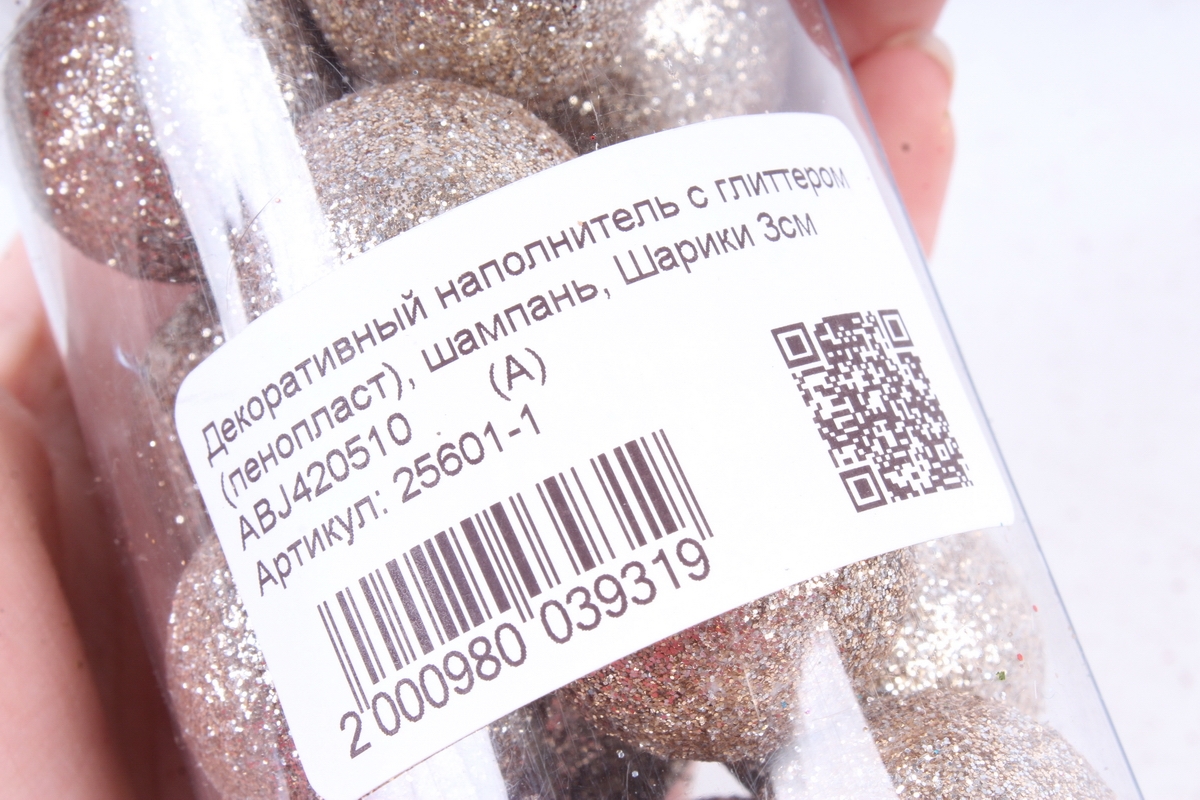 Декоративный наполнитель с глиттером
(пенопласт), шампань, Шарики 3см
ABJ420510 (А)
Артикул: 25601-1
2 000980 039319